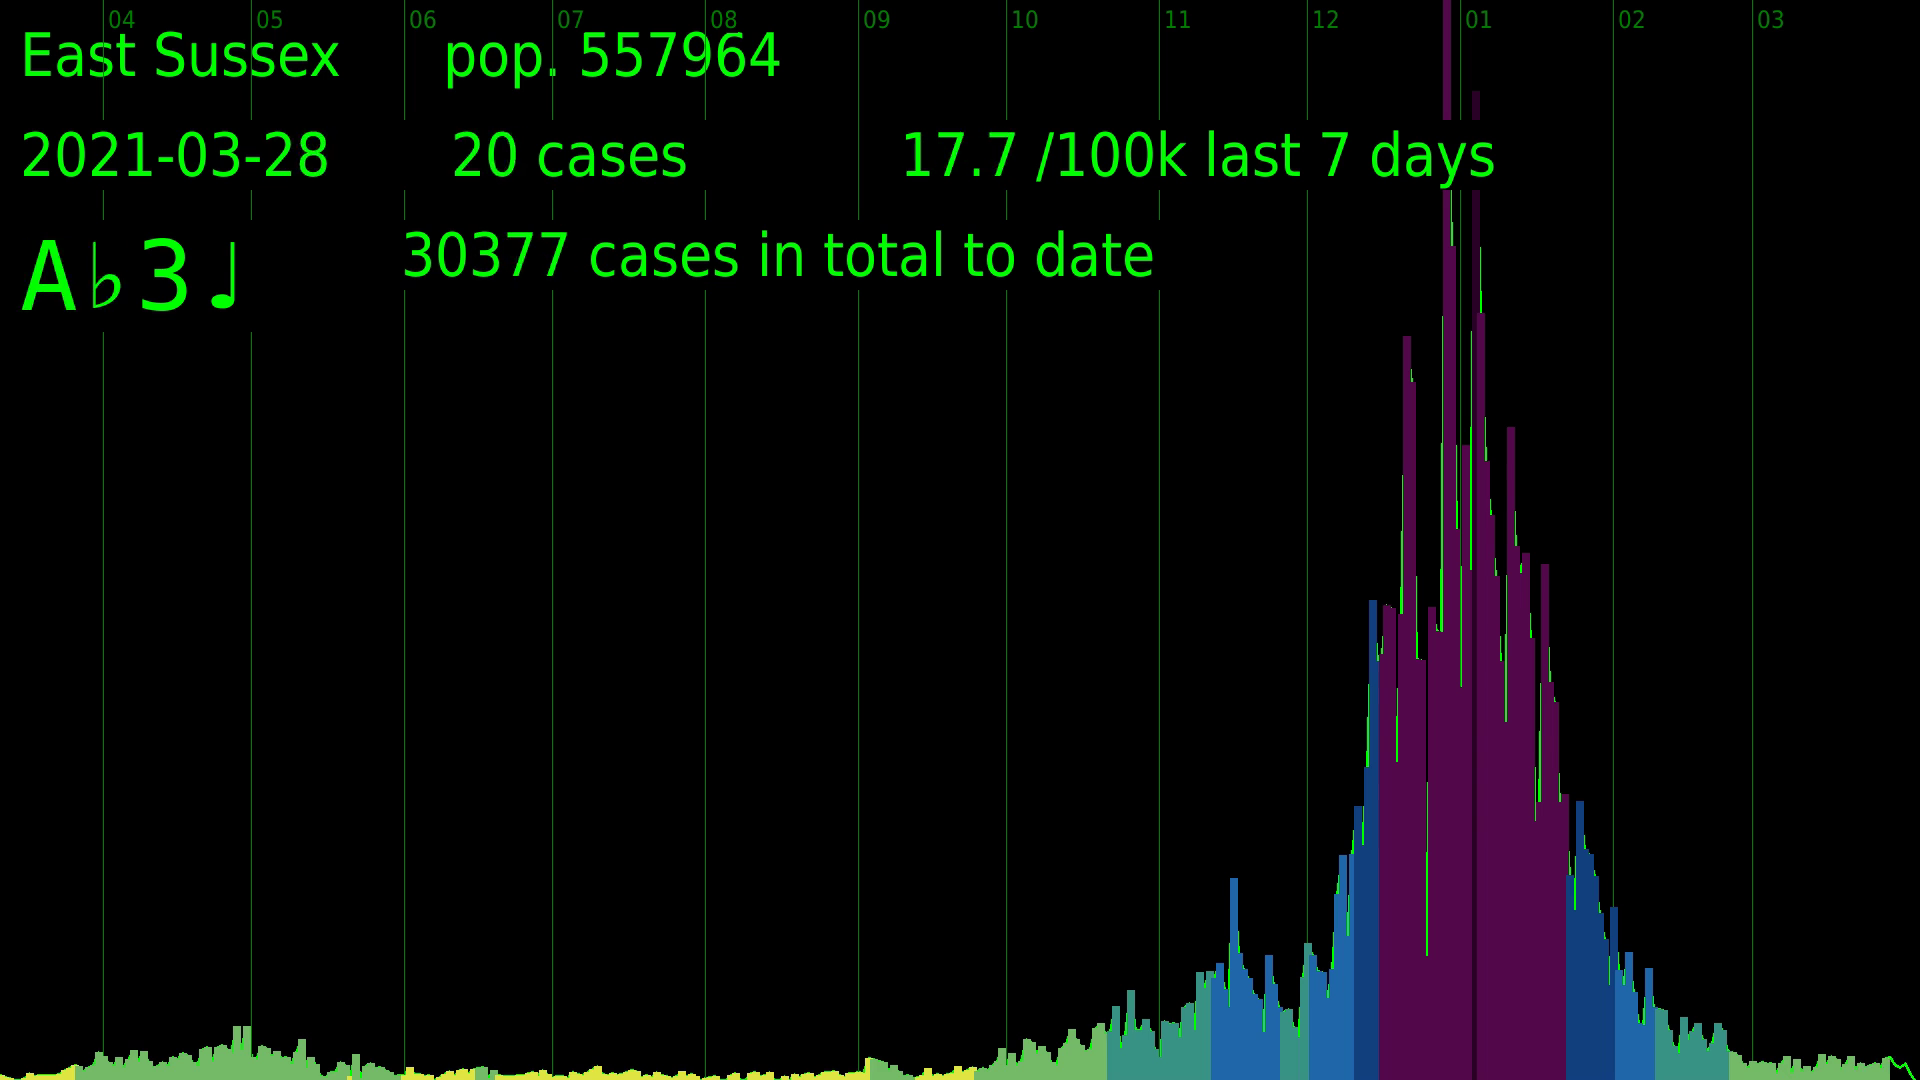 04 05 06 07 08 09 10 11 12 01 02 03
East Sussex pop. 557964
2021-03-28 20 cases 17.7 /100k last 7 days
A♭3♩ 30377 cases in total to date